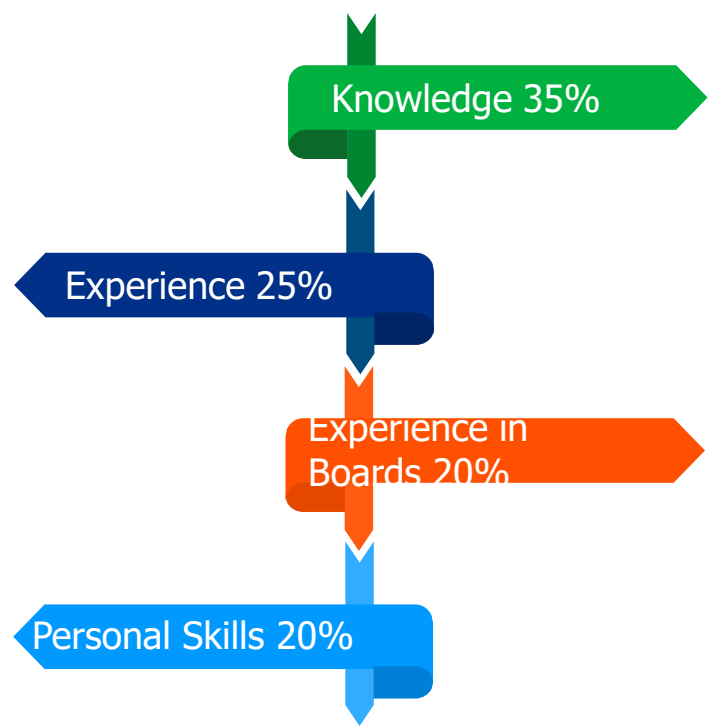 Knowledge 35%
Experience 25%
Experience in
Boards 20%
Personal Skills 20%